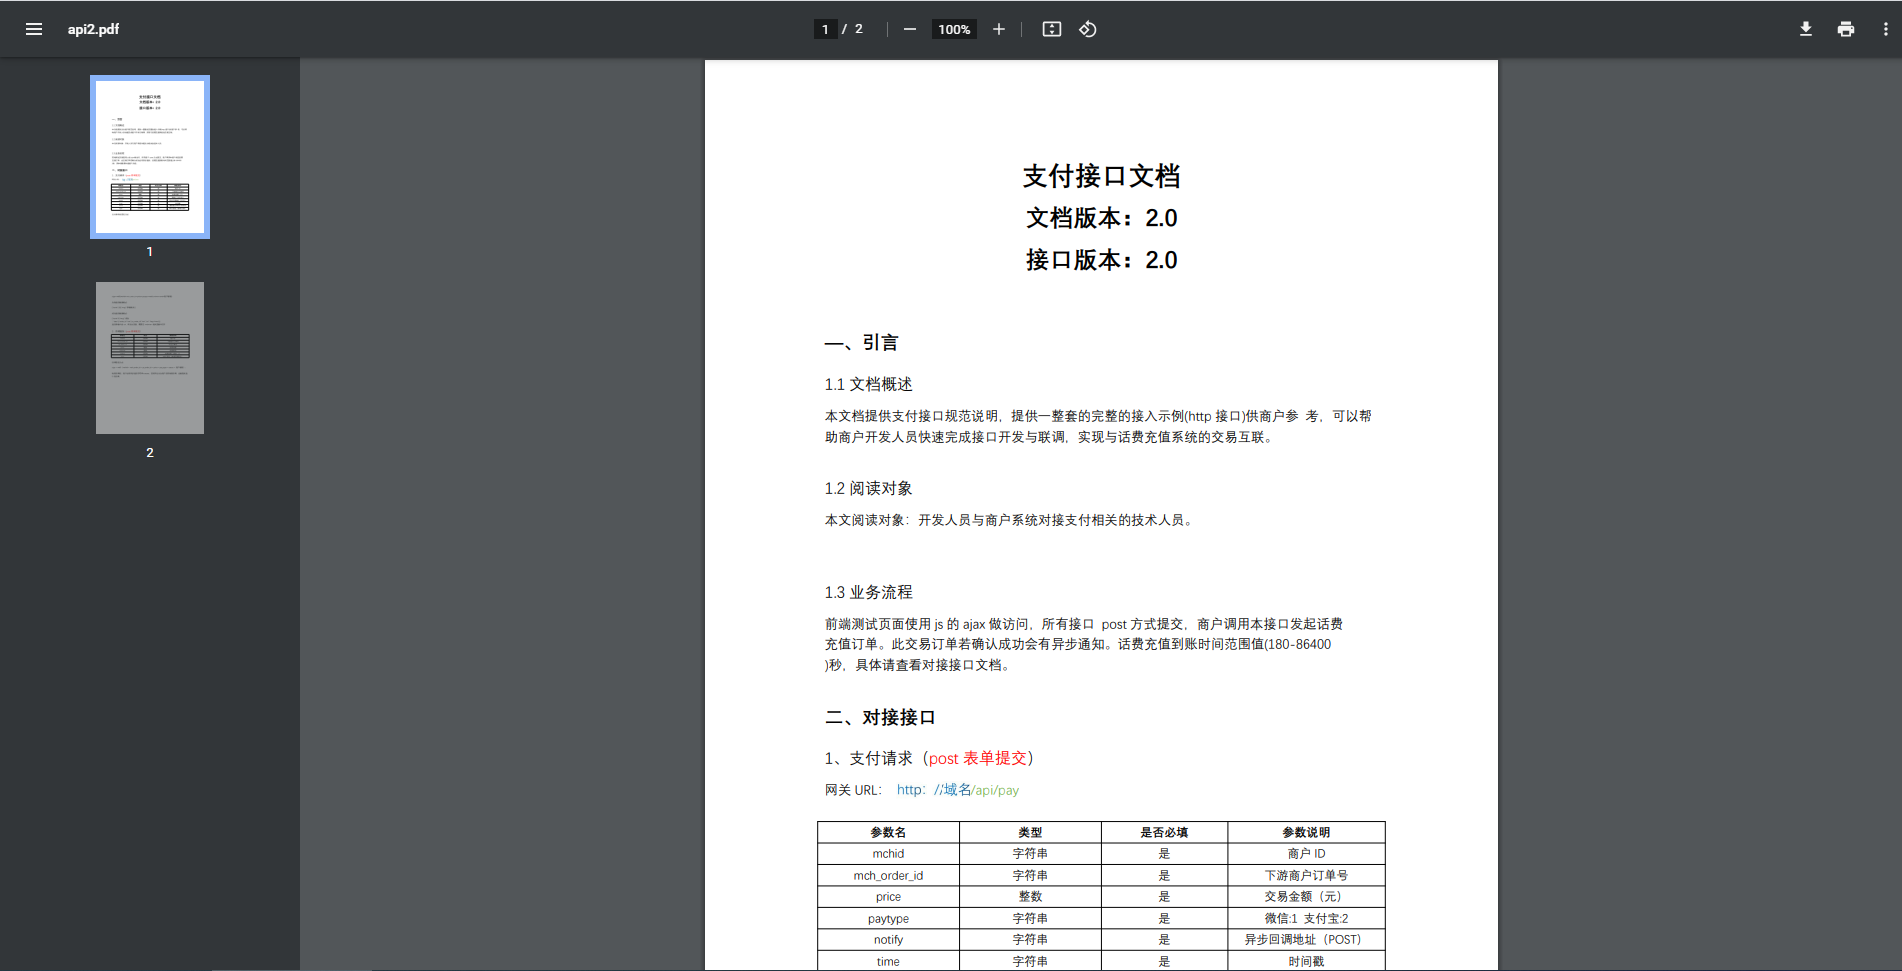 api2.pdf
1 / 2
100%
1
2
支付接口文档
文档版本：2.0
接口版本：2.0
一、引言
1.1 文档概述
本文档提供支付接口规范说明，提供一整套的完整的接入示例(http 接口)供商户参 考，可以帮
助商户开发人员快速完成接口开发与联调，实现与话费充值系统的交易互联。
1.2 阅读对象
本文阅读对象：开发人员与商户系统对接支付相关的技术人员。
1.3 业务流程
前端测试页面使用 js 的 ajax 做访问，所有接口 post 方式提交，商户调用本接口发起话费
充值订单。此交易订单若确认成功会有异步通知。话费充值到账时间范围值(180-86400
)秒，具体请查看对接接口文档。
二、对接接口
1、支付请求（post 表单提交）
网关 URL： http：//域名/api/pay
参数名 类型 是否必填 参数说明
mchid 字符串 是 商户 ID
mch_order_id 字符串 是 下游商户订单号
price 整数 是 交易金额（元）
paytype 字符串 是 微信:1 支付宝:2
notify 字符串 是 异步回调地址（POST）
time 字符串 是 时间戳